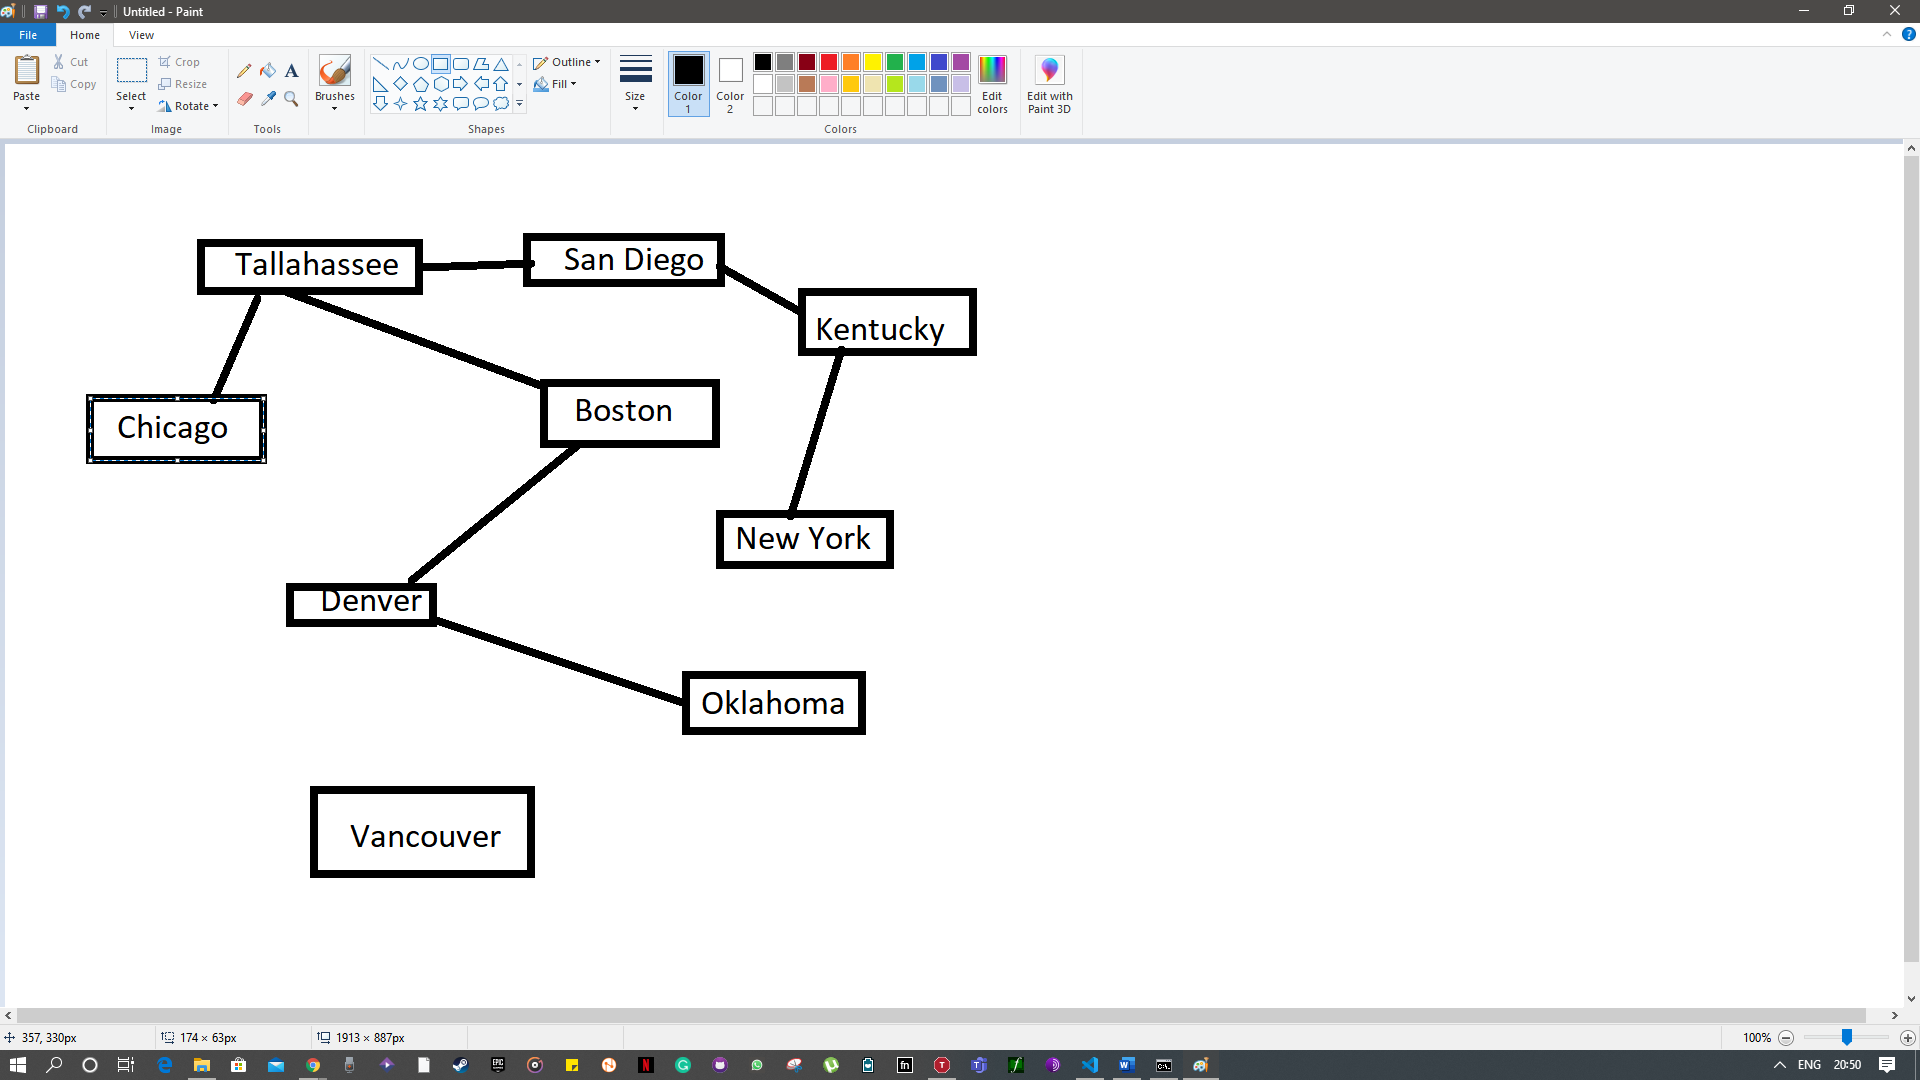 Untitled - Paint
File Home View
Paste
Cut
Copy
Clipboard
Select
Crop
Resize
Rotate
Image
A
Tools
Brushes
Shapes
Outline
Fill
Size
Color 1
Color 2
Edit colors
Colors
Edit with Paint 3D
Tallahassee
San Diego
Kentucky
Chicago
Boston
New York
Denver
Oklahoma
Vancouver
357, 330px
174 × 63px
1913 × 887px
100%
ENG
20:50